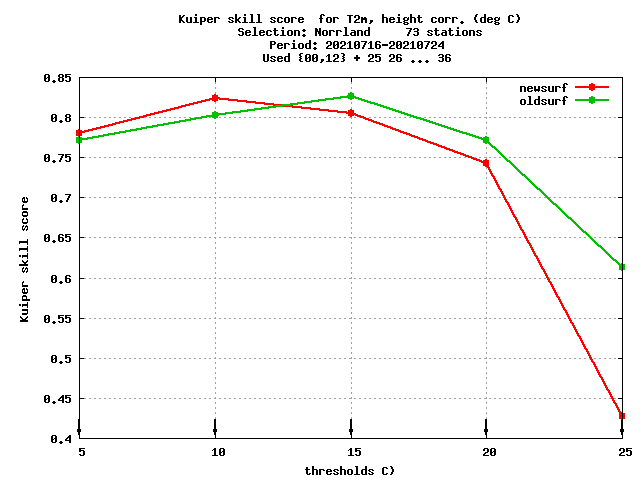 Kuiper skill score  for T2m, height corr. (deg C)
Selection: Norrland     73 stations
Period: 20210716-20210724
Used {00,12} + 25 26 ... 36
newsurf
oldsurf
Kuiper skill score
0.85
0.8
0.75
0.7
0.65
0.6
0.55
0.5
0.45
0.4
5 10 15 20 25
thresholds C)